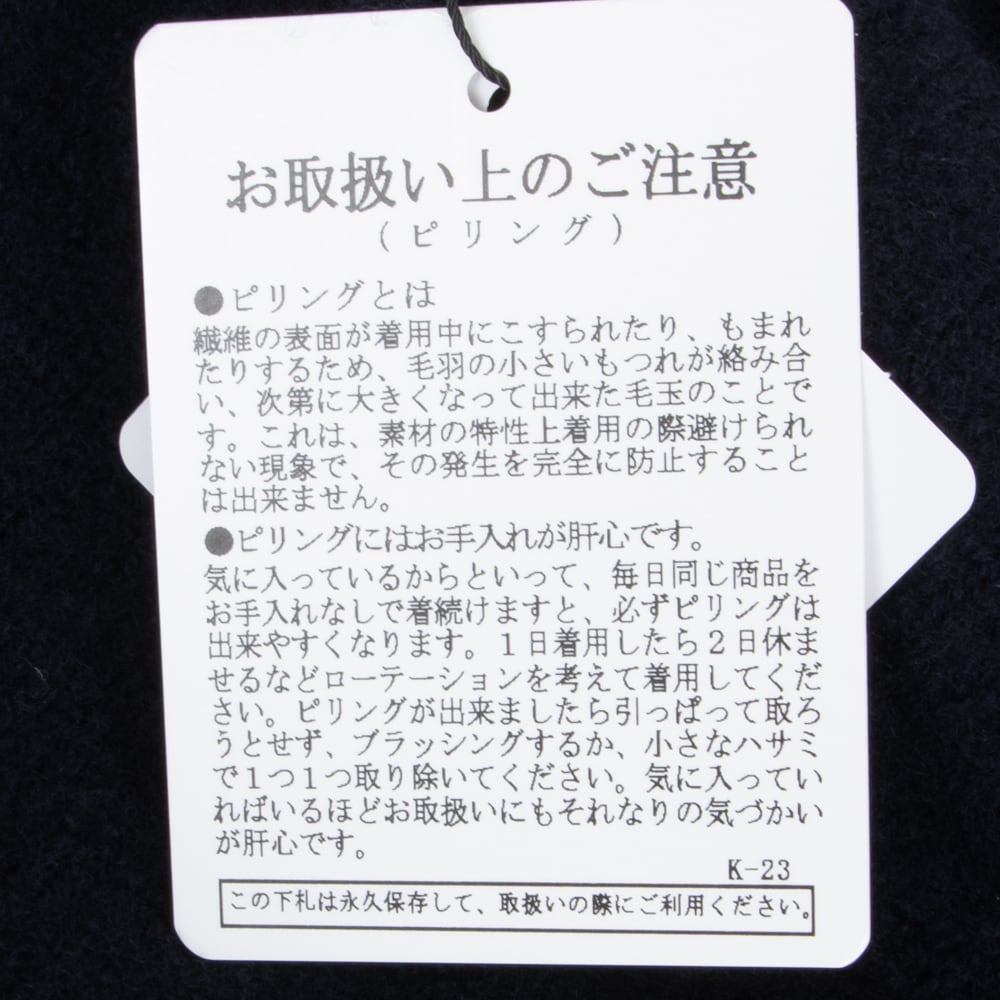 お取扱い上のご注意
(ピリング)
●ピリングとは
繊維の表面が着用中にこすられたり、もまれ
たりするため、毛羽の小さいもつれが絡み合
い、次第に大きくなって出来た毛玉のことで
す。これは、素材の特性上着用の際避けられ
ない現象で、その発生を完全に防止すること
は出来ません。
●ピリングにはお手入れが肝心です。
気に入っているからといって、毎日同じ商品を
お手入れなしで着続けますと、必ずピリングは
出来やすくなります。1日着用したら2日休ま
せるなどローテーションを考えて着用してくだ
さい。ピリングが出来ましたら引っぱって取ろ
うとせず、ブラッシングするか、小さなハサミ
で1つ1つ取り除いてください。気に入ってい
ればいるほどお取扱いにもそれなりの気づかい
が肝心です。
K-23
この下札は永久保存して、取扱いの際にご利用ください。